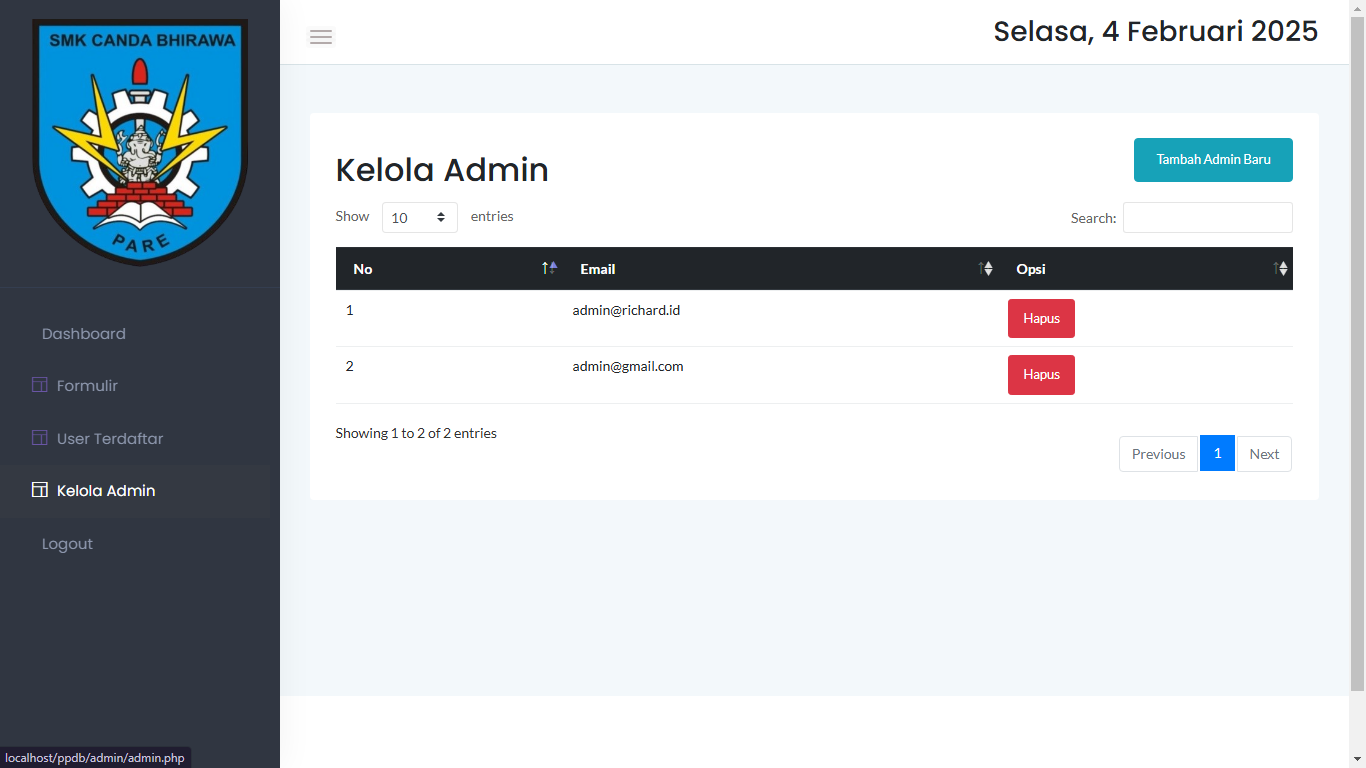 SMK CANDA BHIRAWA
PARE
Dashboard
Formulir
User Terdaftar
Kelola Admin
Logout
Selasa, 4 Februari 2025
Kelola Admin
Tambah Admin Baru
Show 10 entries
Search:
No Email Opsi
1 admin@richard.id Hapus
2 admin@gmail.com Hapus
Showing 1 to 2 of 2 entries
Previous 1 Next
localhost/ppdb/admin/admin.php